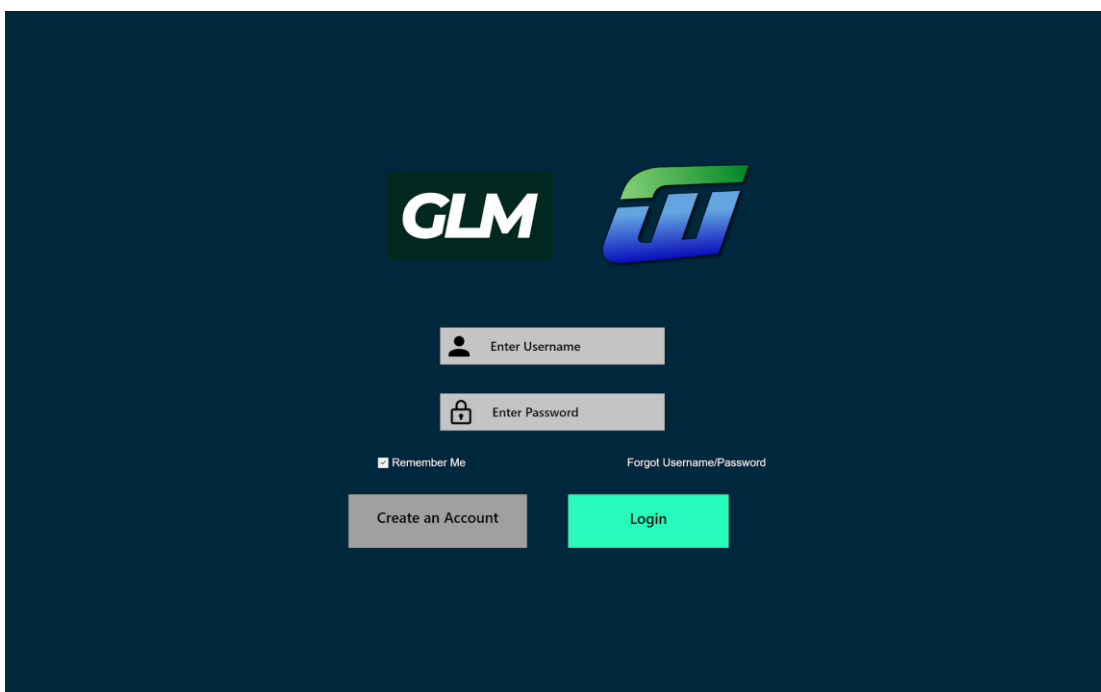 GLM
Enter Username
Enter Password
Remember Me
Forgot Username/Password
Create an Account
Login